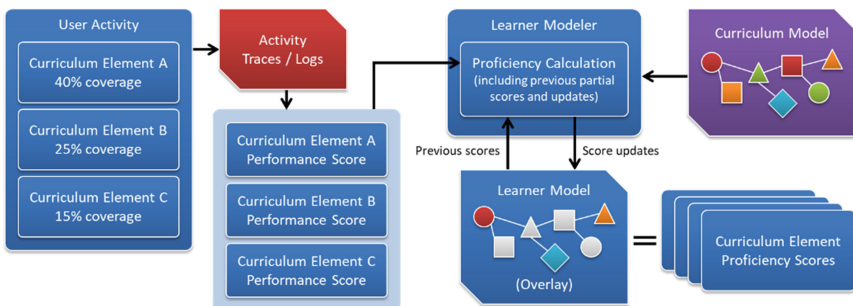 User Activity
Curriculum Element A
40% coverage
Curriculum Element B
25% coverage
Curriculum Element C
15% coverage
Activity
Traces / Logs
Curriculum Element A
Performance Score
Curriculum Element B
Performance Score
Curriculum Element C
Performance Score
Learner Modeler
Proficiency Calculation
(including previous partial
scores and updates)
Previous scores
Score updates
Learner Model
(Overlay)
Curriculum Model
Curriculum Element
Proficiency Scores